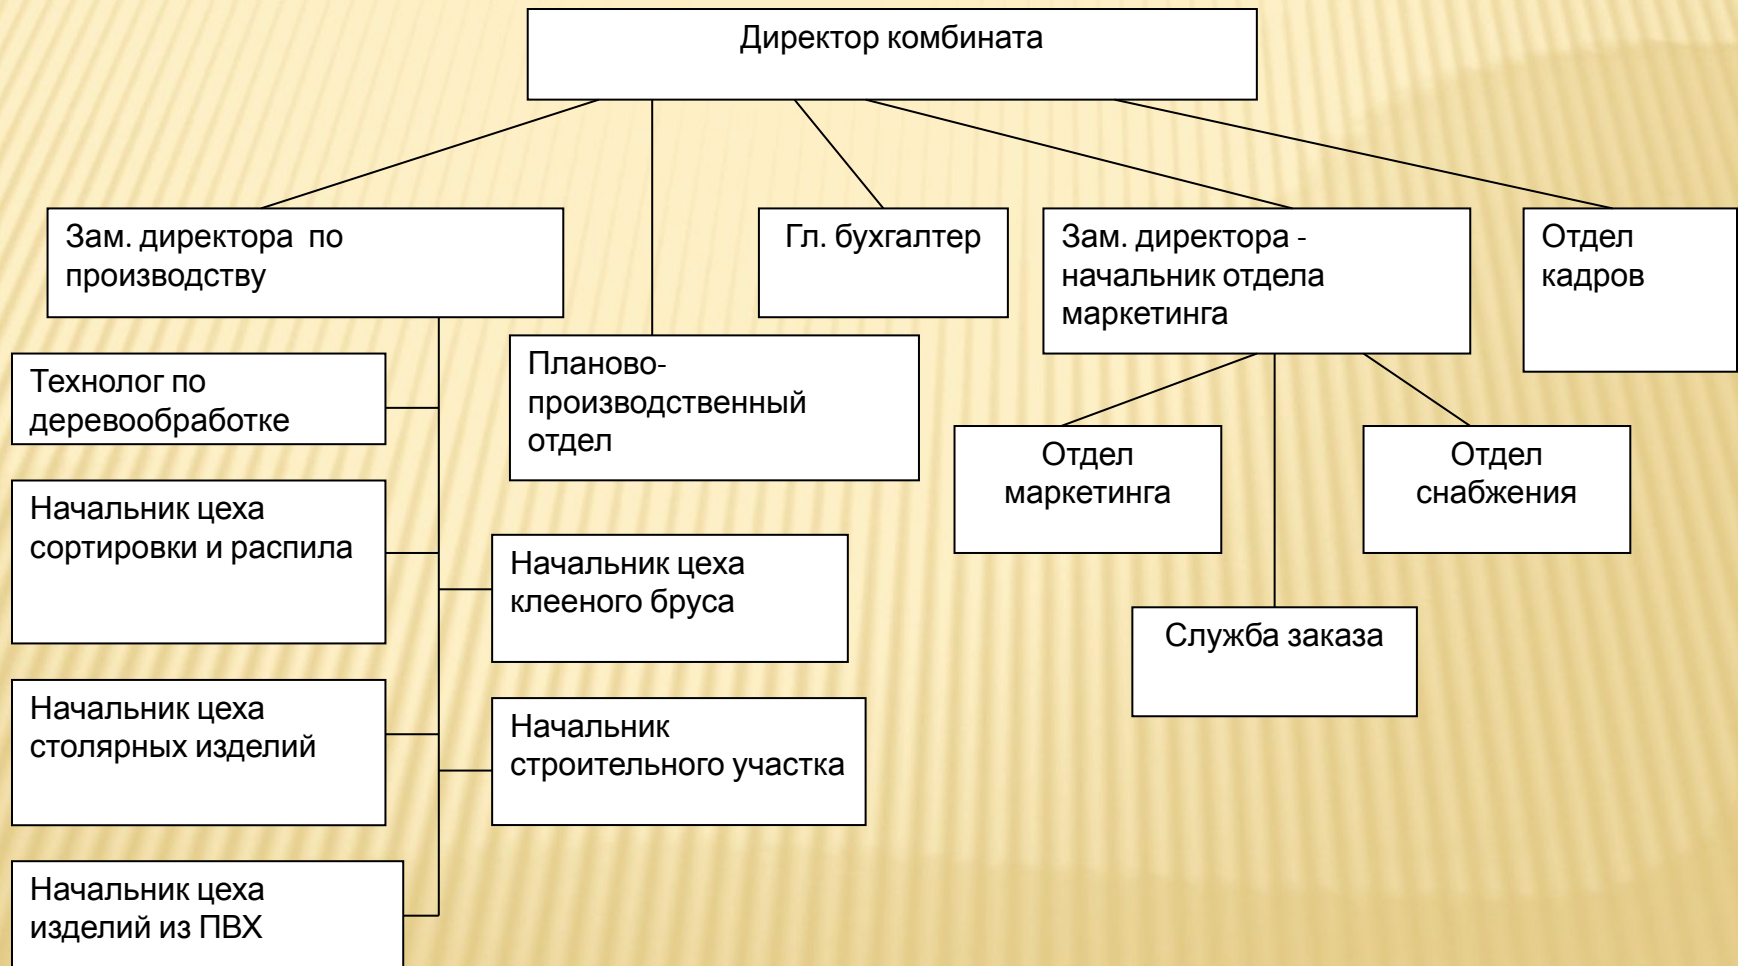 Директор комбината
Зам. директора по
производству
Гл. бухгалтер
Зам. директора -
начальник отдела
маркетинга
Отдел
кадров
Планово-
производственный
отдел
Технолог по
деревообработке
Отдел
маркетинга
Отдел
снабжения
Начальник цеха
сортировки и распила
Начальник цеха
клееного бруса
Служба заказа
Начальник цеха
столярных изделий
Начальник
строительного участка
Начальник цеха
изделий из ПВХ